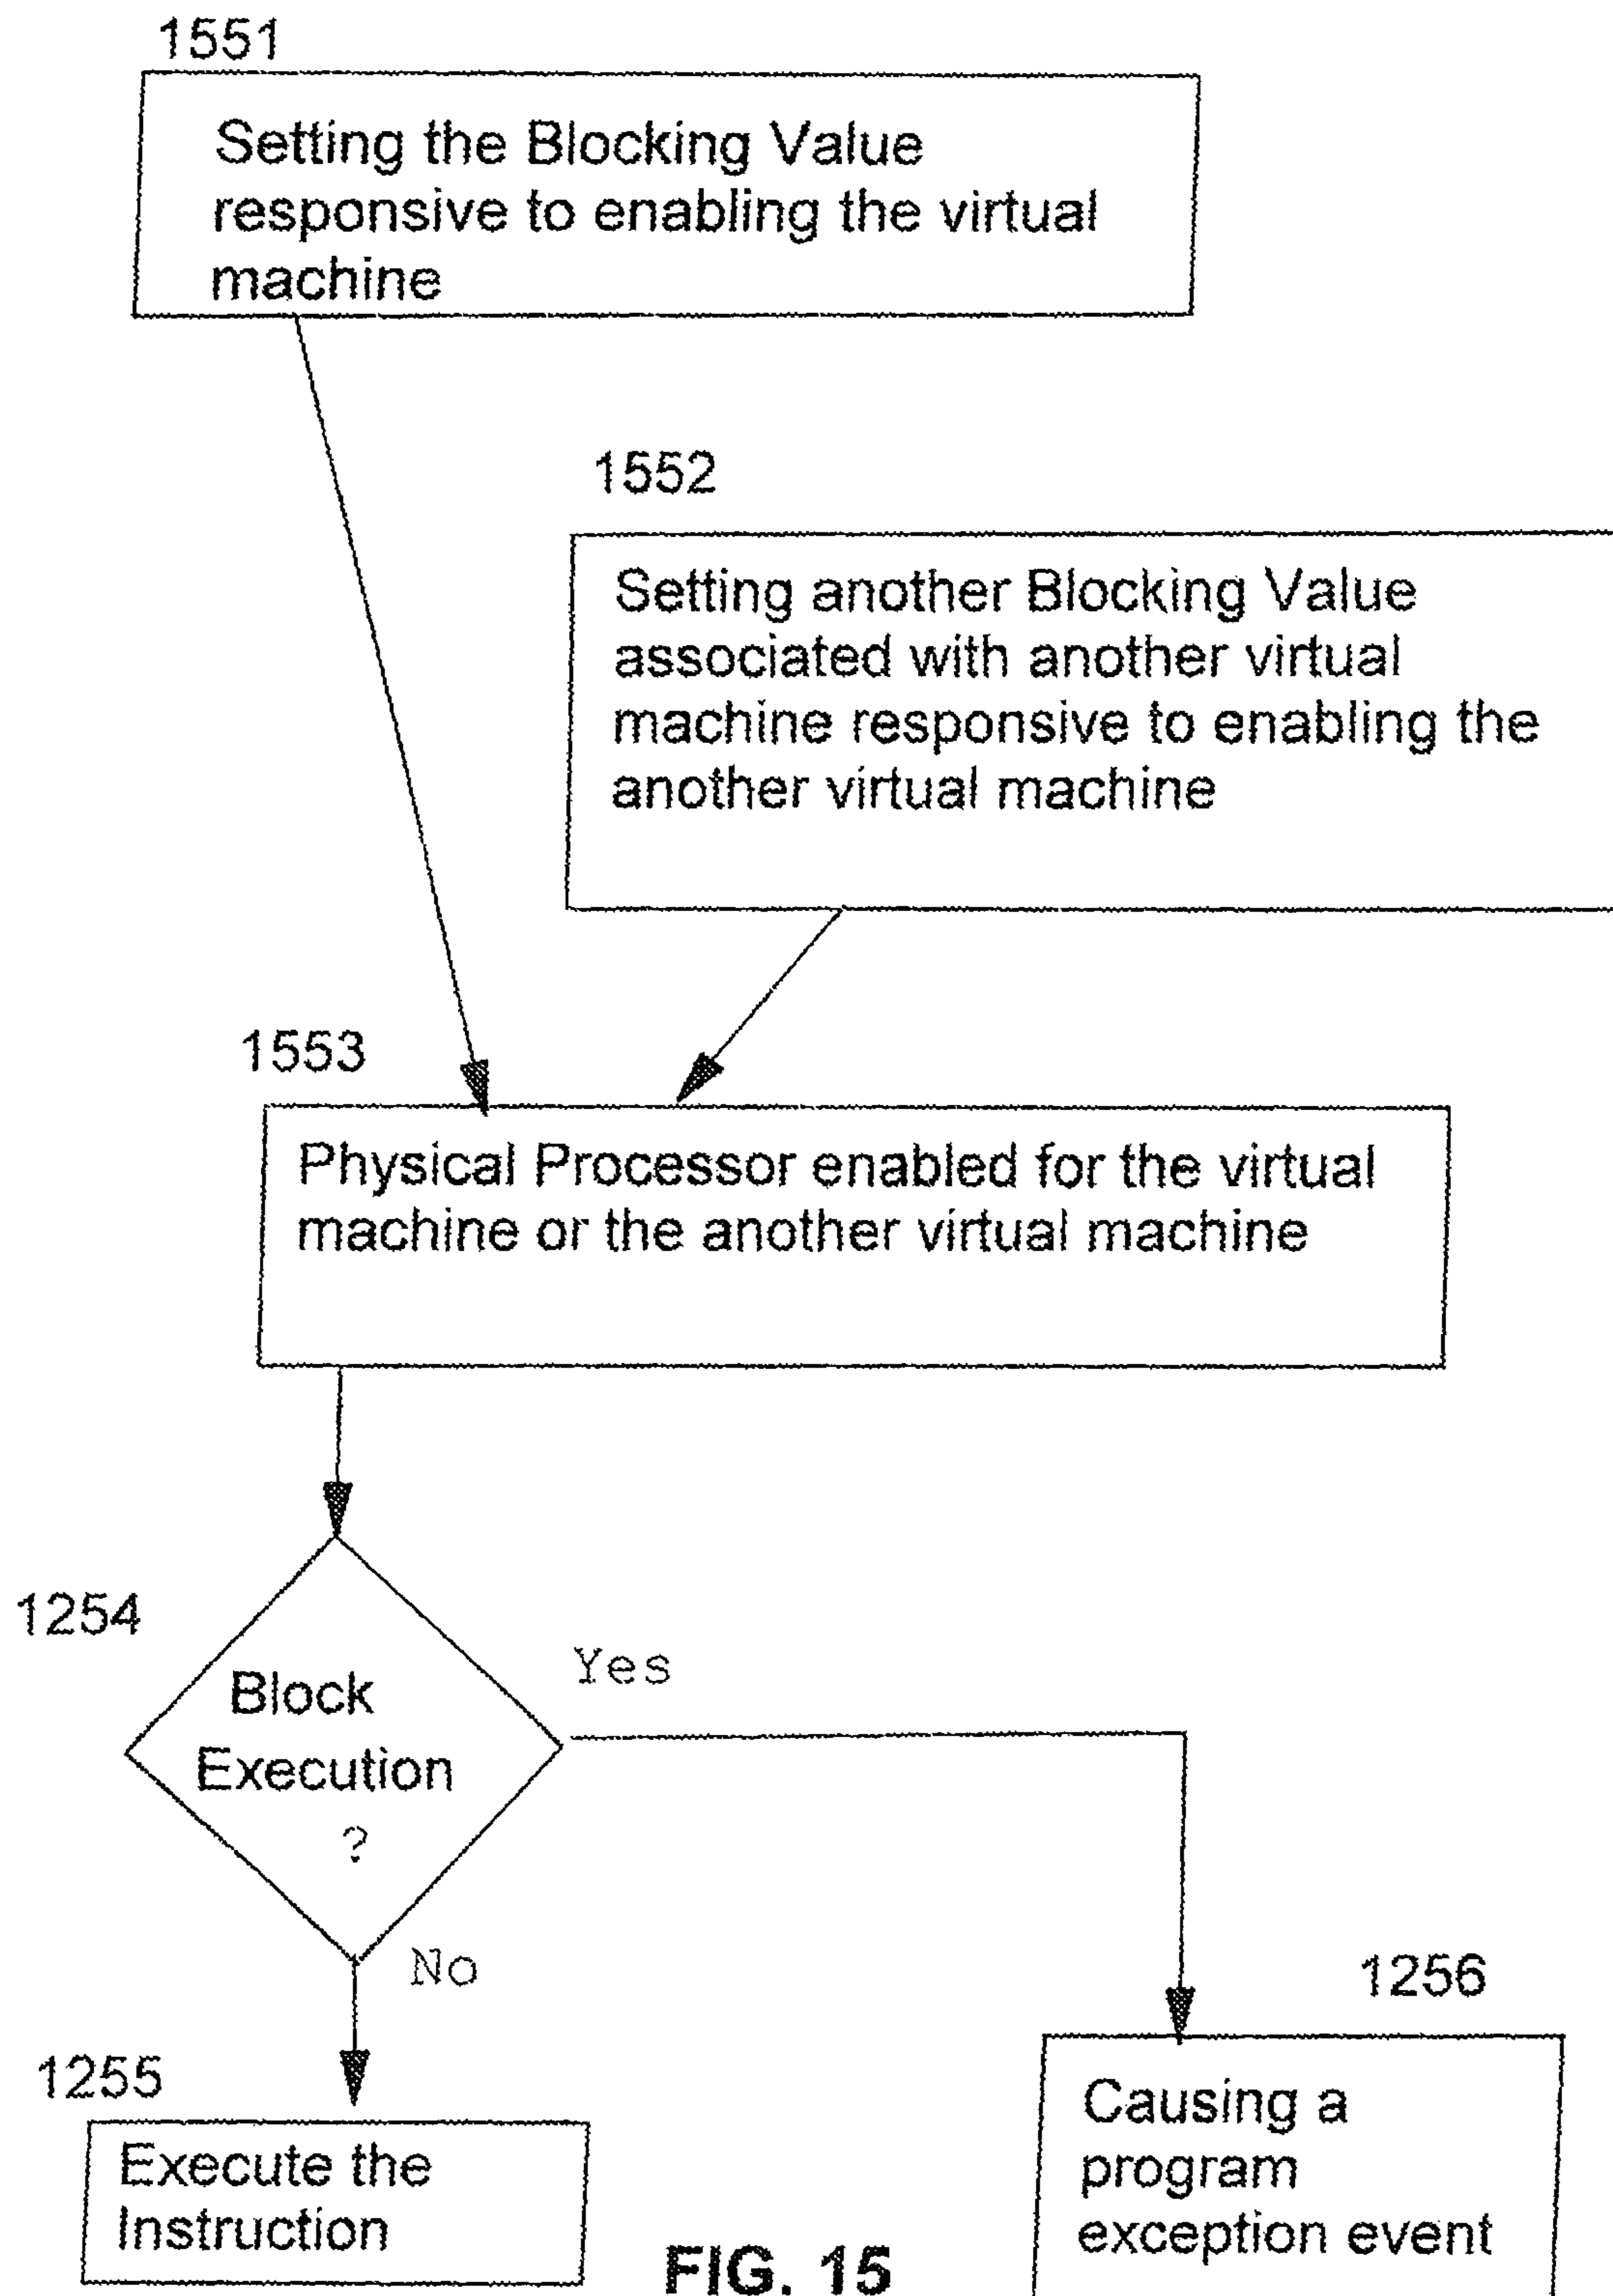 1551
Setting the Blocking Value
responsive to enabling the virtual
machine
1552
Setting another Blocking Value
associated with another virtual
machine responsive to enabling the
another virtual machine
1553
Physical Processor enabled for the virtual
machine or the another virtual machine
1254
Block
Execution
?
Yes
No
1255
Execute the
Instruction
1256
Causing a
program
exception event
FIG. 15